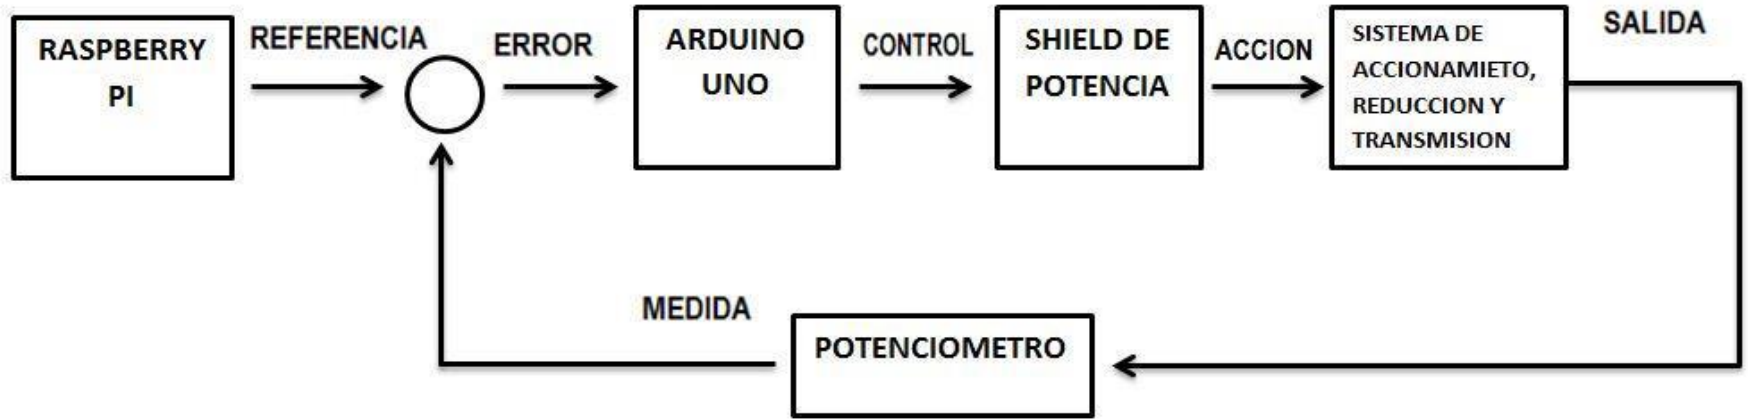 RASPBERRY
PI
REFERENCIA
ERROR
ARDUINO
UNO
CONTROL
SHIELD DE
POTENCIA
ACCION
SISTEMA DE
ACCIONAMIETO,
REDUCCION Y
TRANSMISION
SALIDA
MEDIDA
POTENCIOMETRO